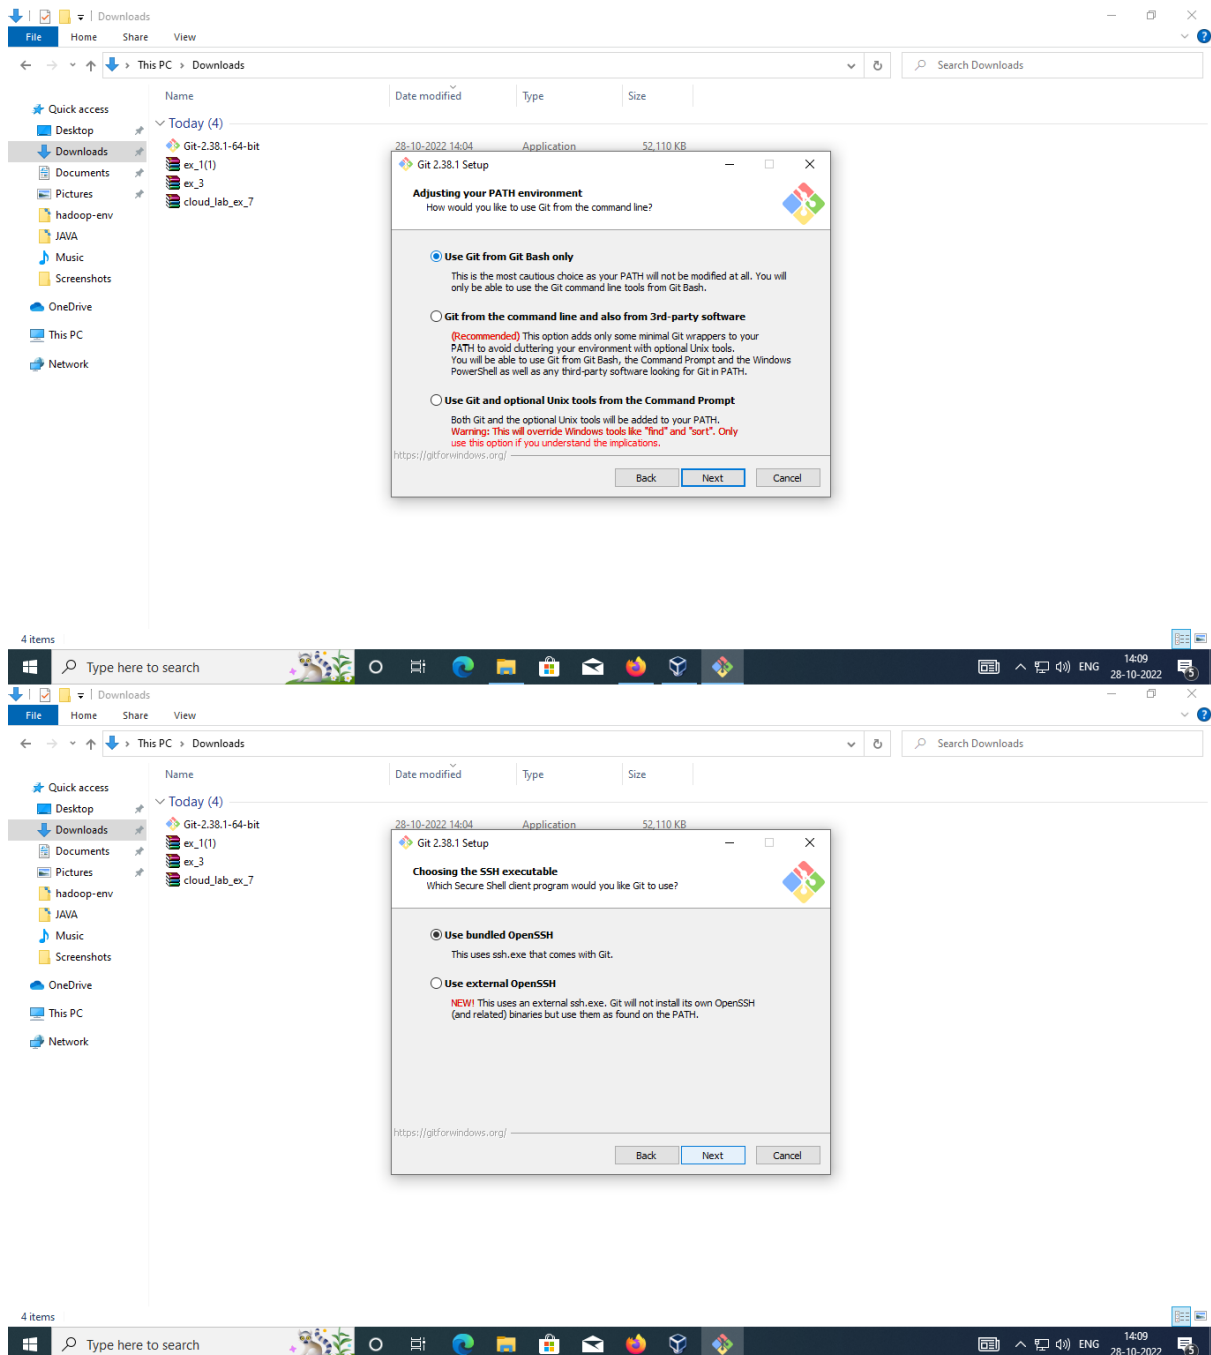 Downloads
File Home Share View
This PC > Downloads
Search Downloads
Name Date modified Type Size
Quick access
Desktop
Downloads
Documents
Pictures
hadoop-env
JAVA
Music
Screenshots
OneDrive
This PC
Network
Today (4)
Git-2.38.1-64-bit 28-10-2022 14:04 Application 52,110 KB
ex_1(1)
ex_3
cloud_lab_ex_7
Git 2.38.1 Setup
Adjusting your PATH environment
How would you like to use Git from the command line?
Use Git from Git Bash only
This is the most cautious choice as your PATH will not be modified at all. You will
only be able to use the Git command line tools from Git Bash.
Git from the command line and also from 3rd-party software
(Recommended) This option adds only some minimal Git wrappers to your
PATH to avoid cluttering your environment with optional Unix tools.
You will be able to use Git from Git Bash, the Command Prompt and the Windows
PowerShell as well as any third-party software looking for Git in PATH.
Use Git and optional Unix tools from the Command Prompt
Both Git and the optional Unix tools will be added to your PATH.
Warning: This will override Windows tools like "find" and "sort". Only
use this option if you understand the implications.
https://gitforwindows.org/
Back Next Cancel
4 items
Type here to search
ENG
14:09
28-10-2022
5
Downloads
File Home Share View
This PC > Downloads
Search Downloads
Name Date modified Type Size
Quick access
Desktop
Downloads
Documents
Pictures
hadoop-env
JAVA
Music
Screenshots
OneDrive
This PC
Network
Today (4)
Git-2.38.1-64-bit 28-10-2022 14:04 Application 52,110 KB
ex_1(1)
ex_3
cloud_lab_ex_7
Git 2.38.1 Setup
Choosing the SSH executable
Which Secure Shell client program would you like Git to use?
Use bundled OpenSSH
This uses ssh.exe that comes with Git.
Use external OpenSSH
NEW! This uses an external ssh.exe. Git will not install its own OpenSSH
(and related) binaries but use them as found on the PATH.
https://gitforwindows.org/
Back Next Cancel
4 items
Type here to search
ENG
14:09
28-10-2022
5